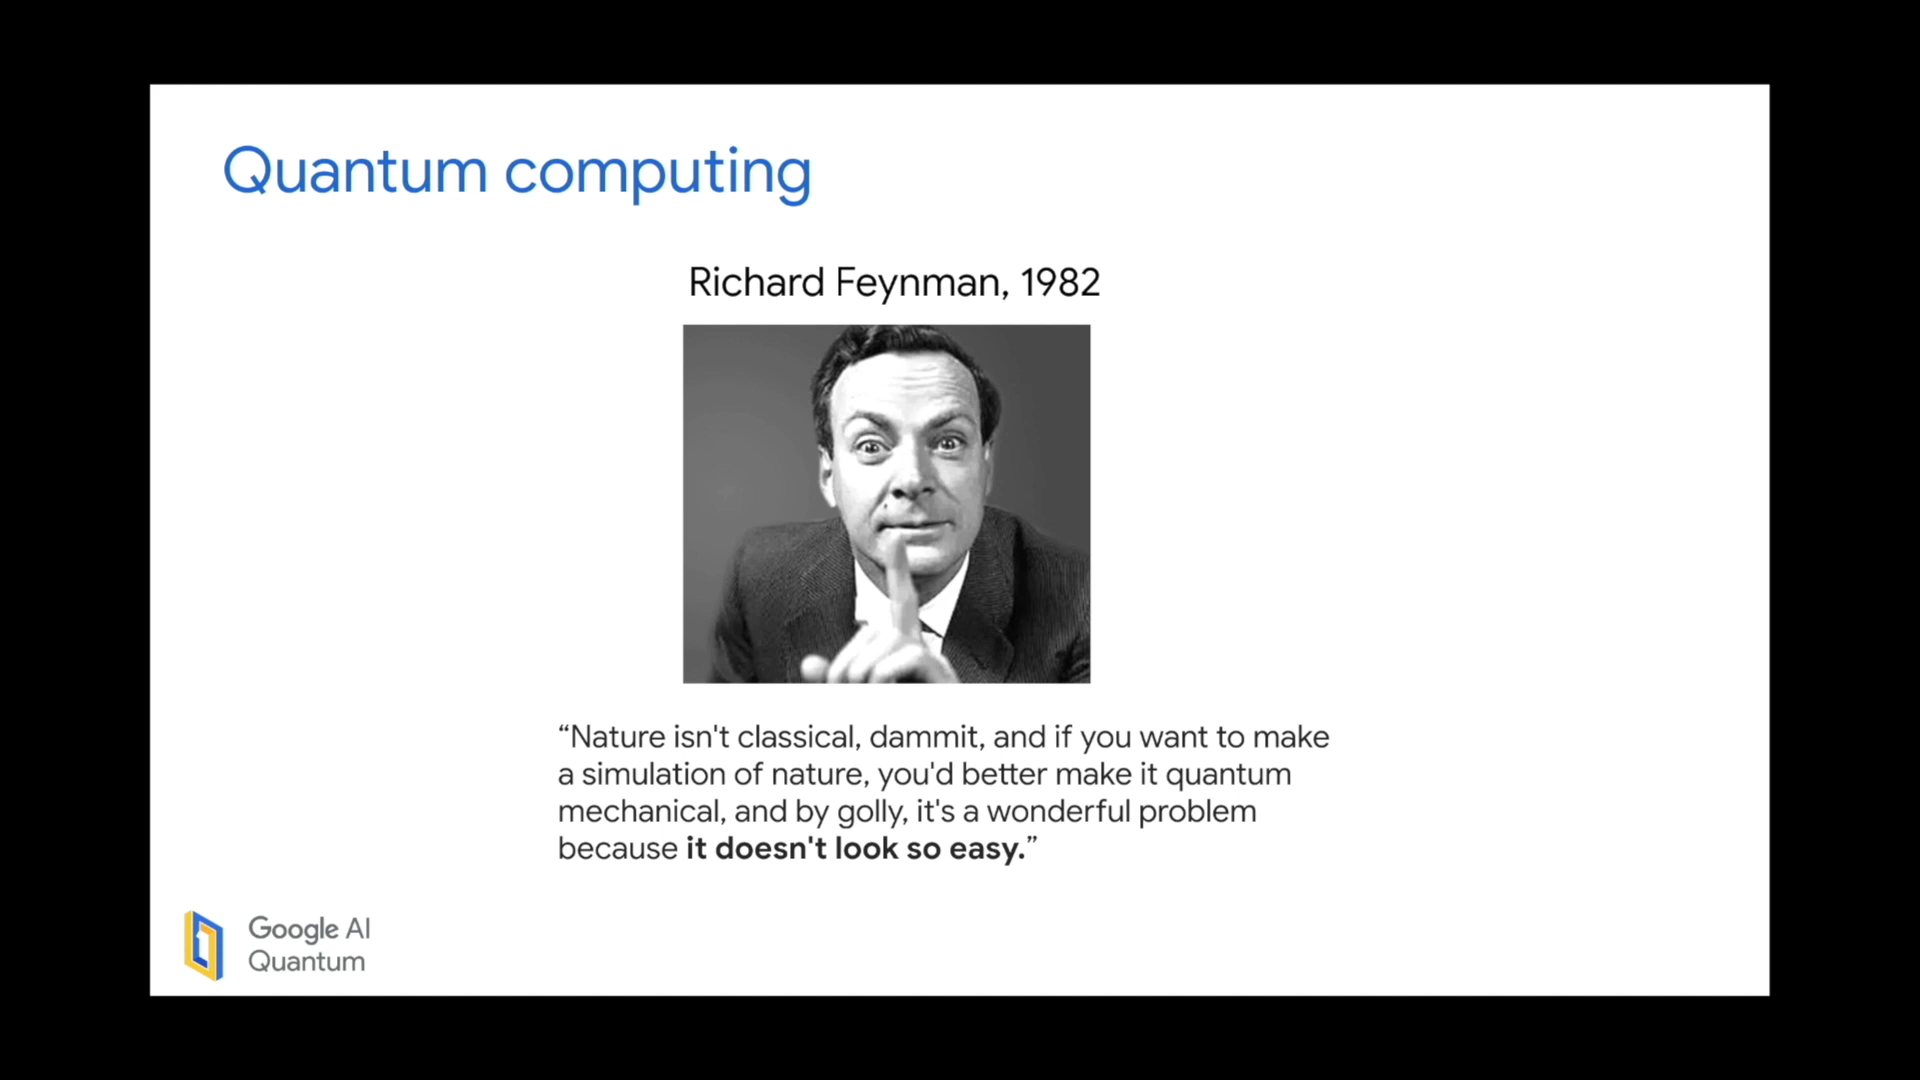 Quantum computing
Richard Feynman, 1982
“Nature isn't classical, dammit, and if you want to make
a simulation of nature, you'd better make it quantum
mechanical, and by golly, it's a wonderful problem
because it doesn't look so easy.”
Google AI
Quantum